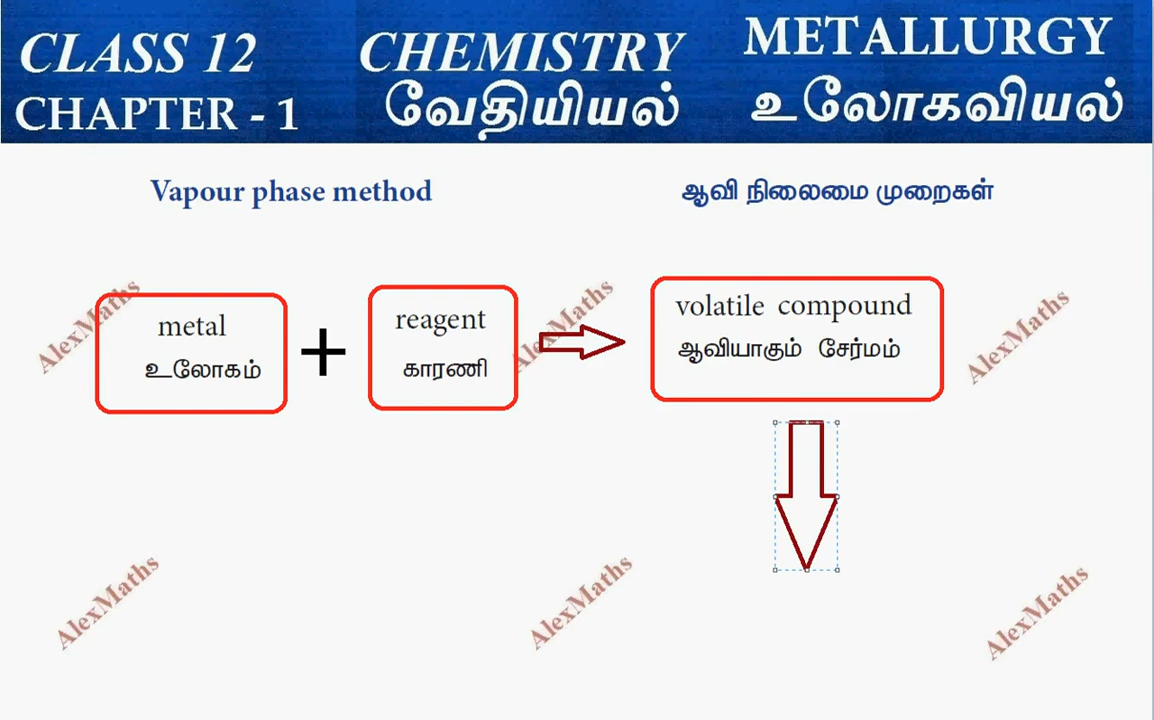 CLASS 12 CHEMISTRY METALLURGY
CHAPTER - 1 வேதியியல் உலோகவியல்
Vapour phase method ஆவி நிலைமை முறைகள்
metal
உலோகம்
+
reagent
காரணி
volatile compound
ஆவியாகும் சேர்மம்
AlexMaths
AlexMaths
AlexMaths
AlexMaths
AlexMaths
AlexMaths